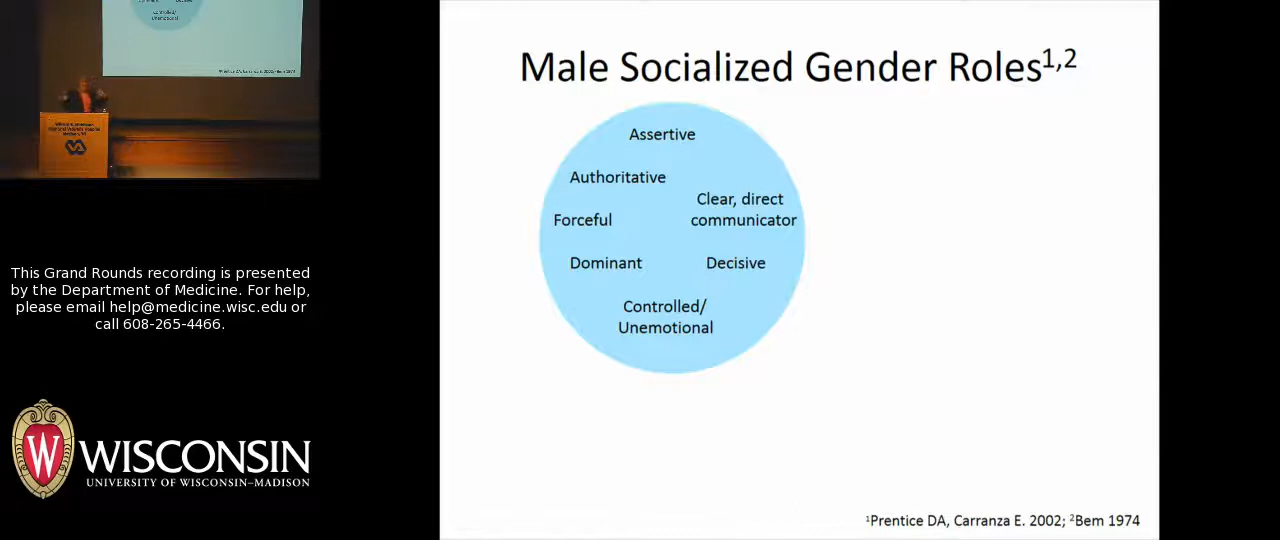 Controlled/
Unemotional
This Grand Rounds recording is presented
by the Department of Medicine. For help,
please email help@medicine.wisc.edu or
call 608-265-4466.
W
WISCONSIN
UNIVERSITY OF WISCONSIN–MADISON
Male Socialized Gender Roles1,2
Assertive
Authoritative
Clear, direct
communicator
Forceful
Dominant
Decisive
Controlled/
Unemotional
1Prentice DA, Carranza E. 2002; 2Bem 1974